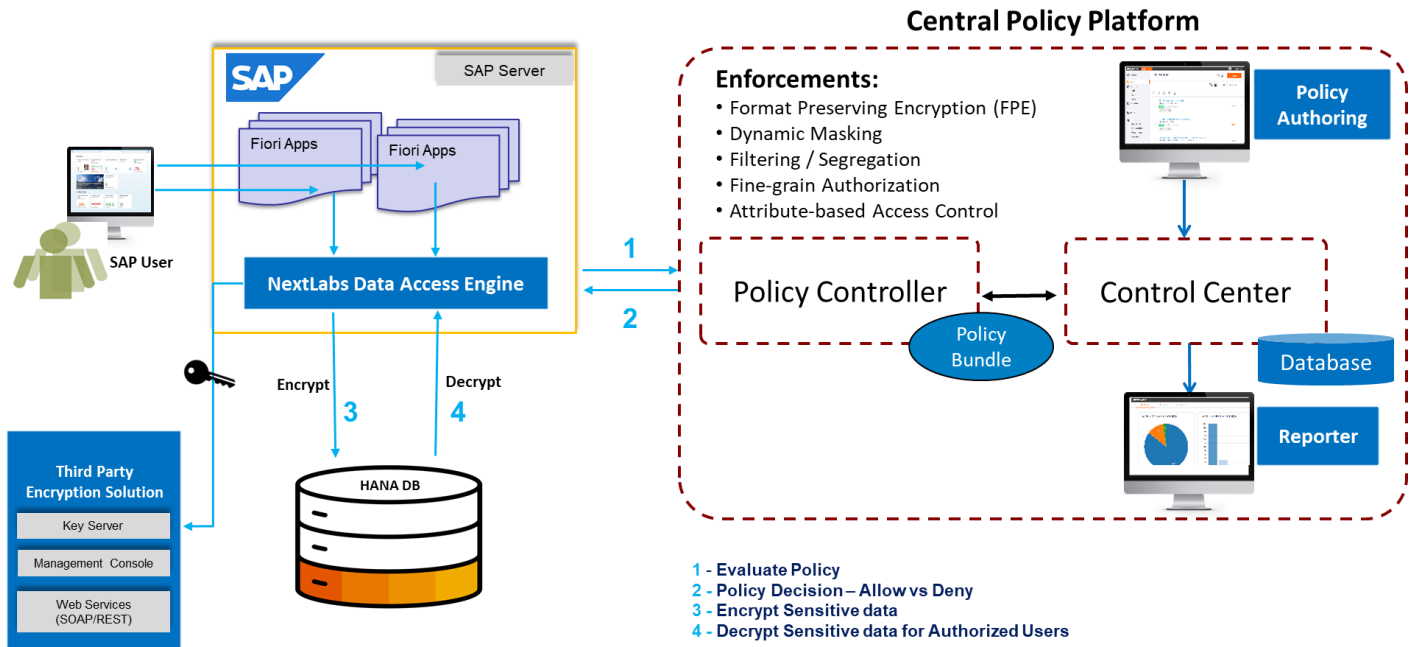 Central Policy Platform
SAP
SAP Server
Fiori Apps
Fiori Apps
SAP User
NextLabs Data Access Engine
1
2
Encrypt
3
Decrypt
4
HANA DB
Third Party
Encryption Solution
Key Server
Management Console
Web Services
(SOAP/REST)
Enforcements:
• Format Preserving Encryption (FPE)
• Dynamic Masking
• Filtering / Segregation
• Fine-grain Authorization
• Attribute-based Access Control
Policy
Authoring
Policy Controller
Policy
Bundle
Control Center
Database
Reporter
1 - Evaluate Policy
2 - Policy Decision – Allow vs Deny
3 - Encrypt Sensitive data
4 - Decrypt Sensitive data for Authorized Users